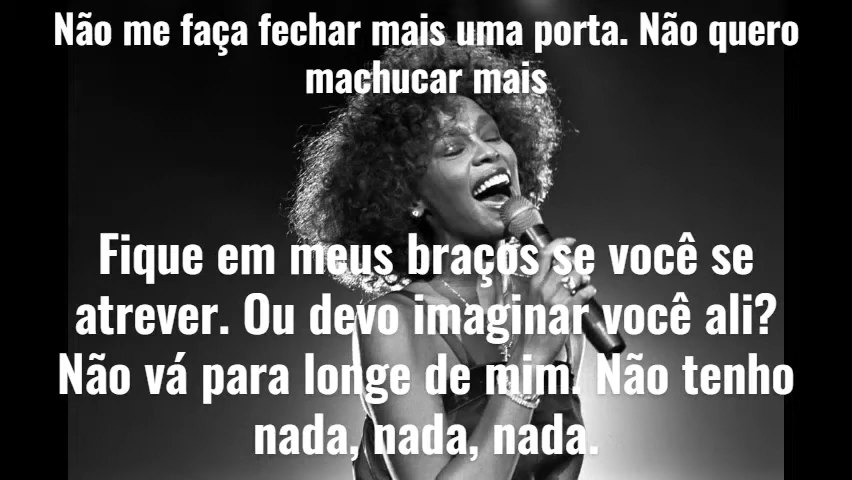 Não me faça fechar mais uma porta. Não quero
machucar mais
Fique em meus braços se você se
atrever. Ou devo imaginar você ali?
Não vá para longe de mim. Não tenho
nada, nada, nada.